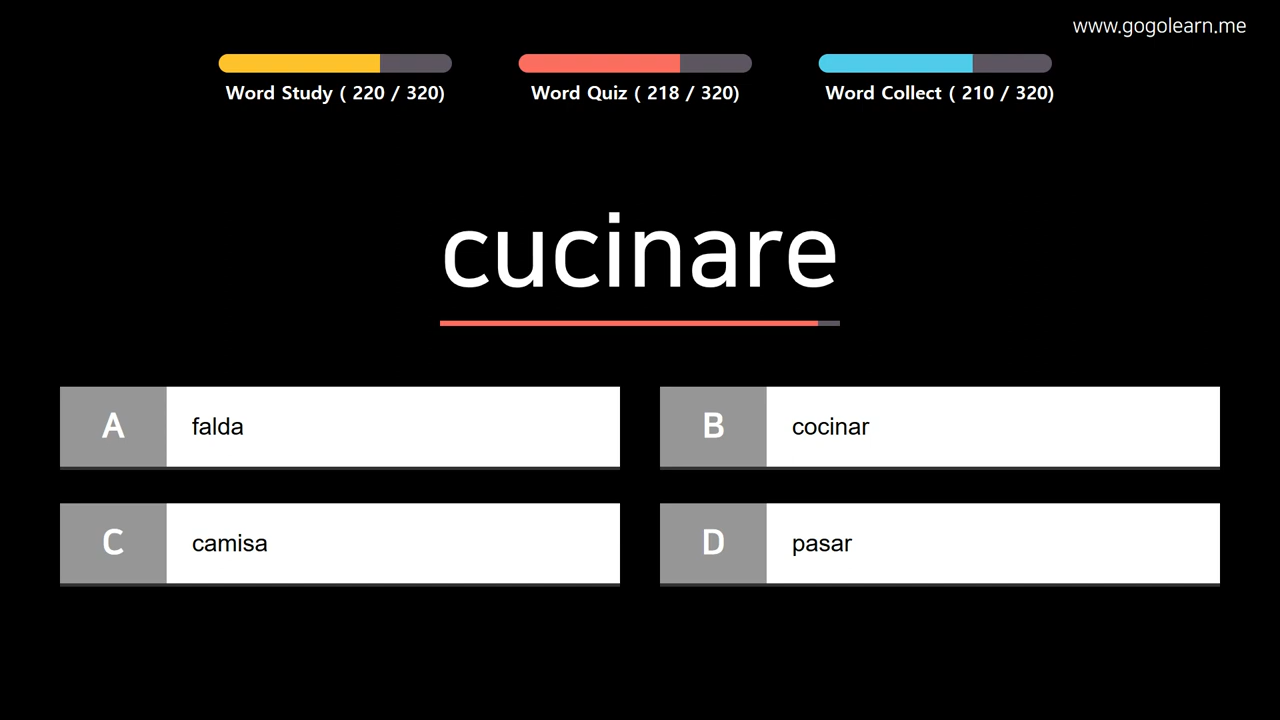 www.gogolearn.me
Word Study ( 220 / 320)
Word Quiz ( 218 / 320)
Word Collect ( 210 / 320)
cucinare
A falda
B cocinar
C camisa
D pasar